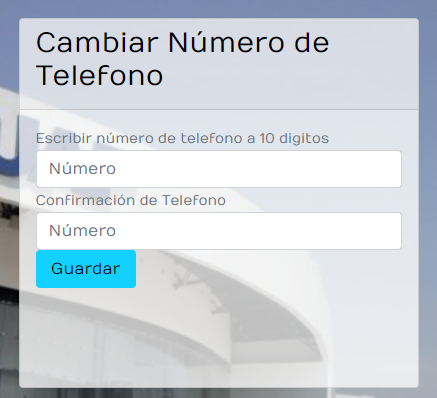 Cambiar Número de
Telefono
Escribir número de telefono a 10 digitos
Número
Confirmación de Telefono
Número
Guardar